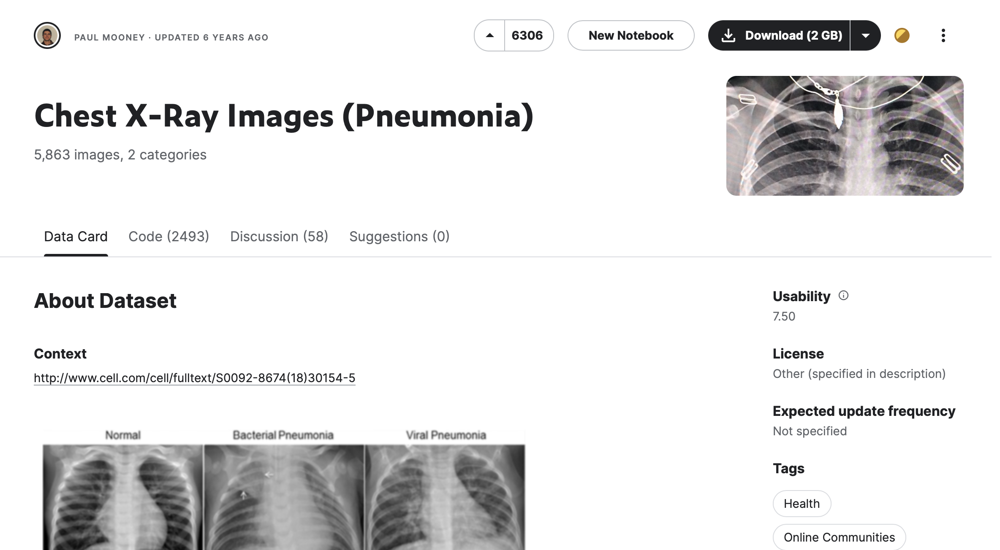 PAUL MOONEY · UPDATED 6 YEARS AGO
6306
New Notebook
Download (2 GB)
Chest X-Ray Images (Pneumonia)
5,863 images, 2 categories
Data Card
Code (2493)
Discussion (58)
Suggestions (0)
About Dataset
Context
http://www.cell.com/cell/fulltext/S0092-8674(18)30154-5
Normal
Bacterial Pneumonia
Viral Pneumonia
Usability
7.50
License
Other (specified in description)
Expected update frequency
Not specified
Tags
Health
Online Communities